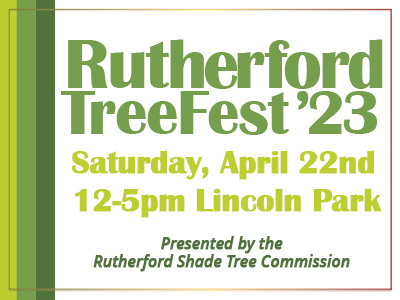 Rutherford
TreeFest '23
Saturday, April 22nd
12-5pm Lincoln Park
Presented by the
Rutherford Shade Tree Commission